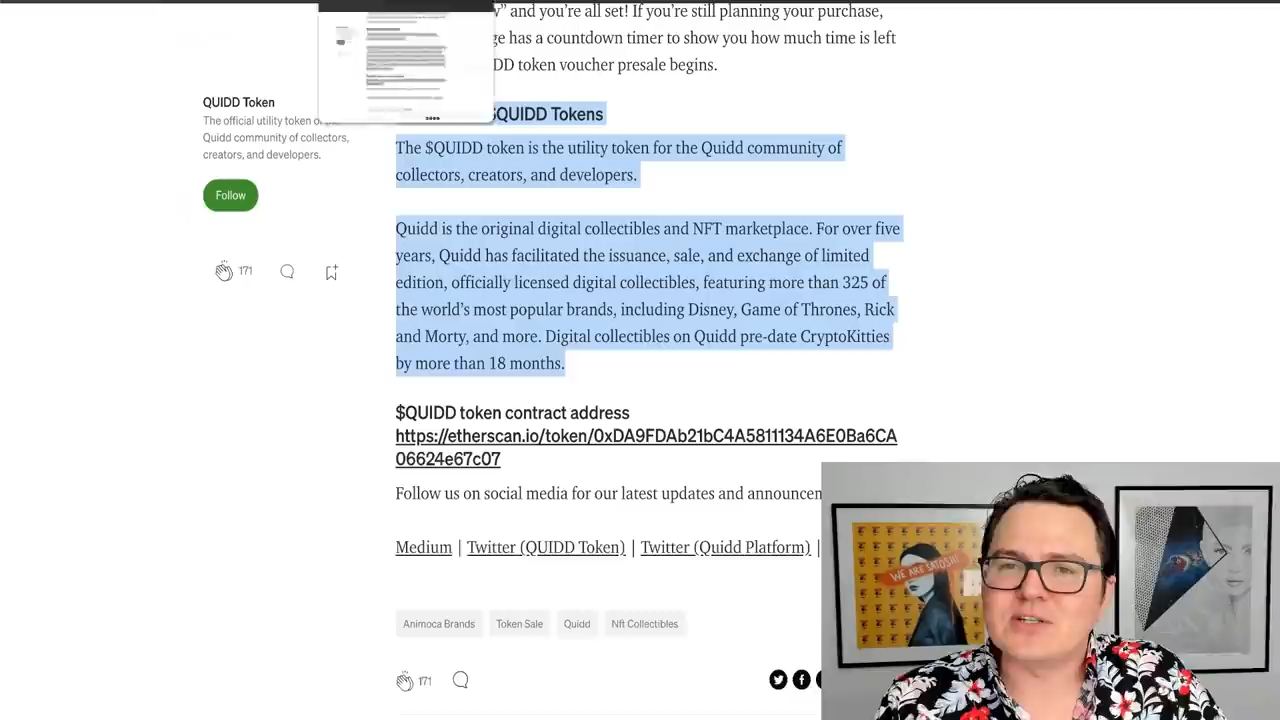 ” and you’re all set! If you’re still planning your purchase,
has a countdown timer to show you how much time is left
token voucher presale begins.
QUIDD Token
The official utility token
Quidd community of collectors,
creators, and developers.
Follow
171
$QUIDD Tokens
The $QUIDD token is the utility token for the Quidd community of
collectors, creators, and developers.
Quidd is the original digital collectibles and NFT marketplace. For over five
years, Quidd has facilitated the issuance, sale, and exchange of limited
edition, officially licensed digital collectibles, featuring more than 325 of
the world’s most popular brands, including Disney, Game of Thrones, Rick
and Morty, and more. Digital collectibles on Quidd pre-date CryptoKitties
by more than 18 months.
$QUIDD token contract address
https://etherscan.io/token/0xDA9FDAb21bC4A5811134A6E0Ba6CA
06624e67c07
Follow us on social media for our latest updates and announcen
Medium | Twitter (QUIDD Token) | Twitter (Quidd Platform) |
Animoca Brands
Token Sale
Quidd
Nft Collectibles
171
WE ARE SATOSHI